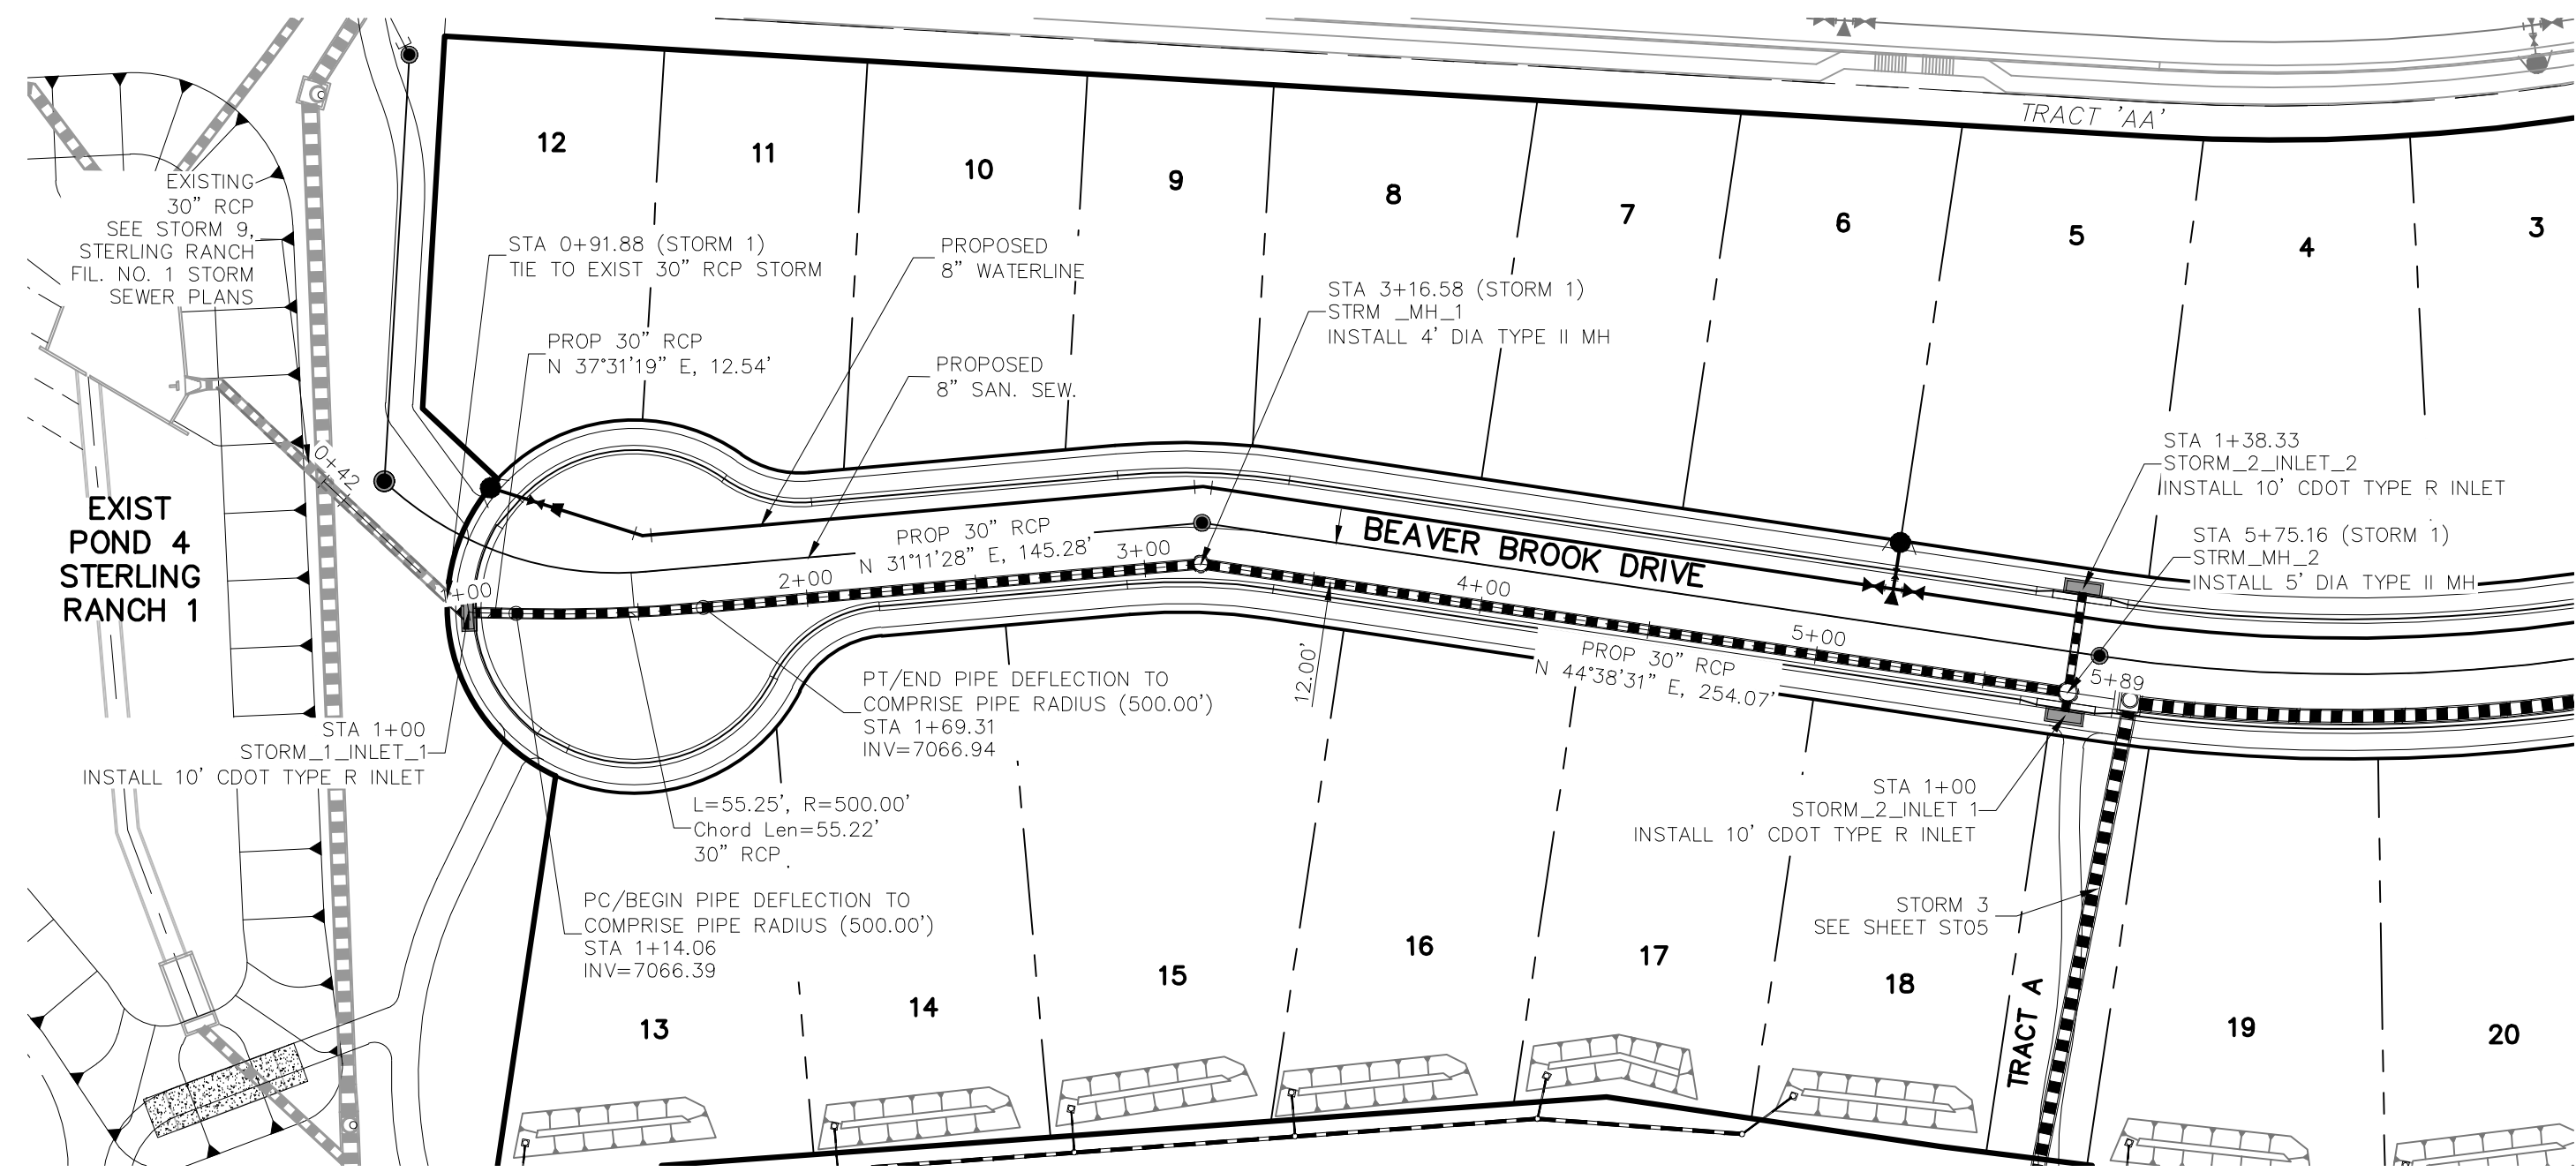 TRACT 'AA'
12
11
10
9
8
7
6
5
4
3
EXISTING
30" RCP
SEE STORM 9,
STERLING RANCH
FIL. NO. 1 STORM
SEWER PLANS
STA 0+91.88 (STORM 1)
TIE TO EXIST 30" RCP STORM
PROPOSED
8" WATERLINE
STA 3+16.58 (STORM 1)
STRM _MH_1
INSTALL 4' DIA TYPE II MH
PROP 30" RCP
N 37°31'19" E, 12.54'
PROPOSED
8" SAN. SEW.
STA 1+38.33
STORM_2_INLET_2
INSTALL 10' CDOT TYPE R INLET
STA 5+75.16 (STORM 1)
STRM_MH_2
INSTALL 5' DIA TYPE II MH
0+42
EXIST
POND 4
STERLING
RANCH 1
PROP 30" RCP
N 31°11'28" E, 145.28'
BEAVER BROOK DRIVE
1+00
2+00
3+00
4+00
5+00
5+89
PROP 30" RCP
N 44°38'31" E, 254.07'
12.00'
PT/END PIPE DEFLECTION TO
COMPRISE PIPE RADIUS (500.00')
STA 1+69.31
INV=7066.94
STA 1+00
STORM_1_INLET_1
INSTALL 10' CDOT TYPE R INLET
L=55.25', R=500.00'
Chord Len=55.22'
30" RCP
STA 1+00
STORM_2_INLET 1
INSTALL 10' CDOT TYPE R INLET
PC/BEGIN PIPE DEFLECTION TO
COMPRISE PIPE RADIUS (500.00')
STA 1+14.06
INV=7066.39
STORM 3
SEE SHEET ST05
TRACT A
13
14
15
16
17
18
19
20